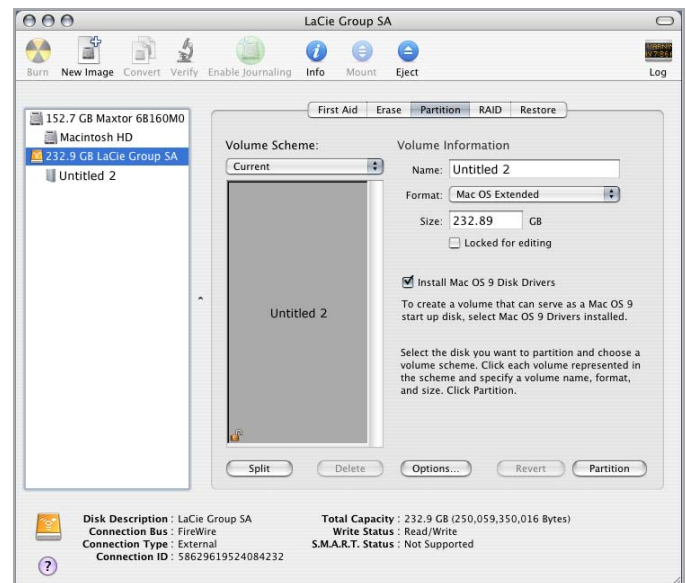 LaCie Group SA
Burn New Image Convert Verify Enable Journaling Info Mount Eject Log
First Aid Erase Partition RAID Restore
152.7 GB Maxtor 6B160M0
Macintosh HD
232.9 GB LaCie Group SA
Untitled 2
Volume Scheme:
Current
Untitled 2
Volume Information
Name: Untitled 2
Format: Mac OS Extended
Size: 232.89 GB
Locked for editing
Install Mac OS 9 Disk Drivers
To create a volume that can serve as a Mac OS 9
start up disk, select Mac OS 9 Drivers installed.
Select the disk you want to partition and choose a
volume scheme. Click each volume represented in
the scheme and specify a volume name, format,
and size. Click Partition.
Split Delete Options... Revert Partition
Disk Description : LaCie Group SA
Connection Bus : FireWire
Connection Type : External
Connection ID : 58629619524084232
Total Capacity : 232.9 GB (250,059,350,016 Bytes)
Write Status : Read/Write
S.M.A.R.T. Status : Not Supported
?